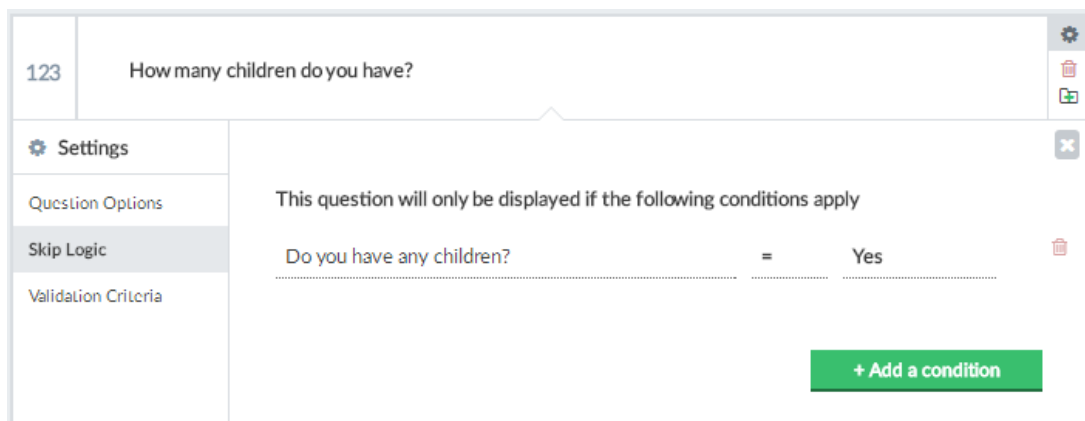 123 How many children do you have?
Settings
Question Options
Skip Logic
Validation Criteria
This question will only be displayed if the following conditions apply
Do you have any children? = Yes
+ Add a condition